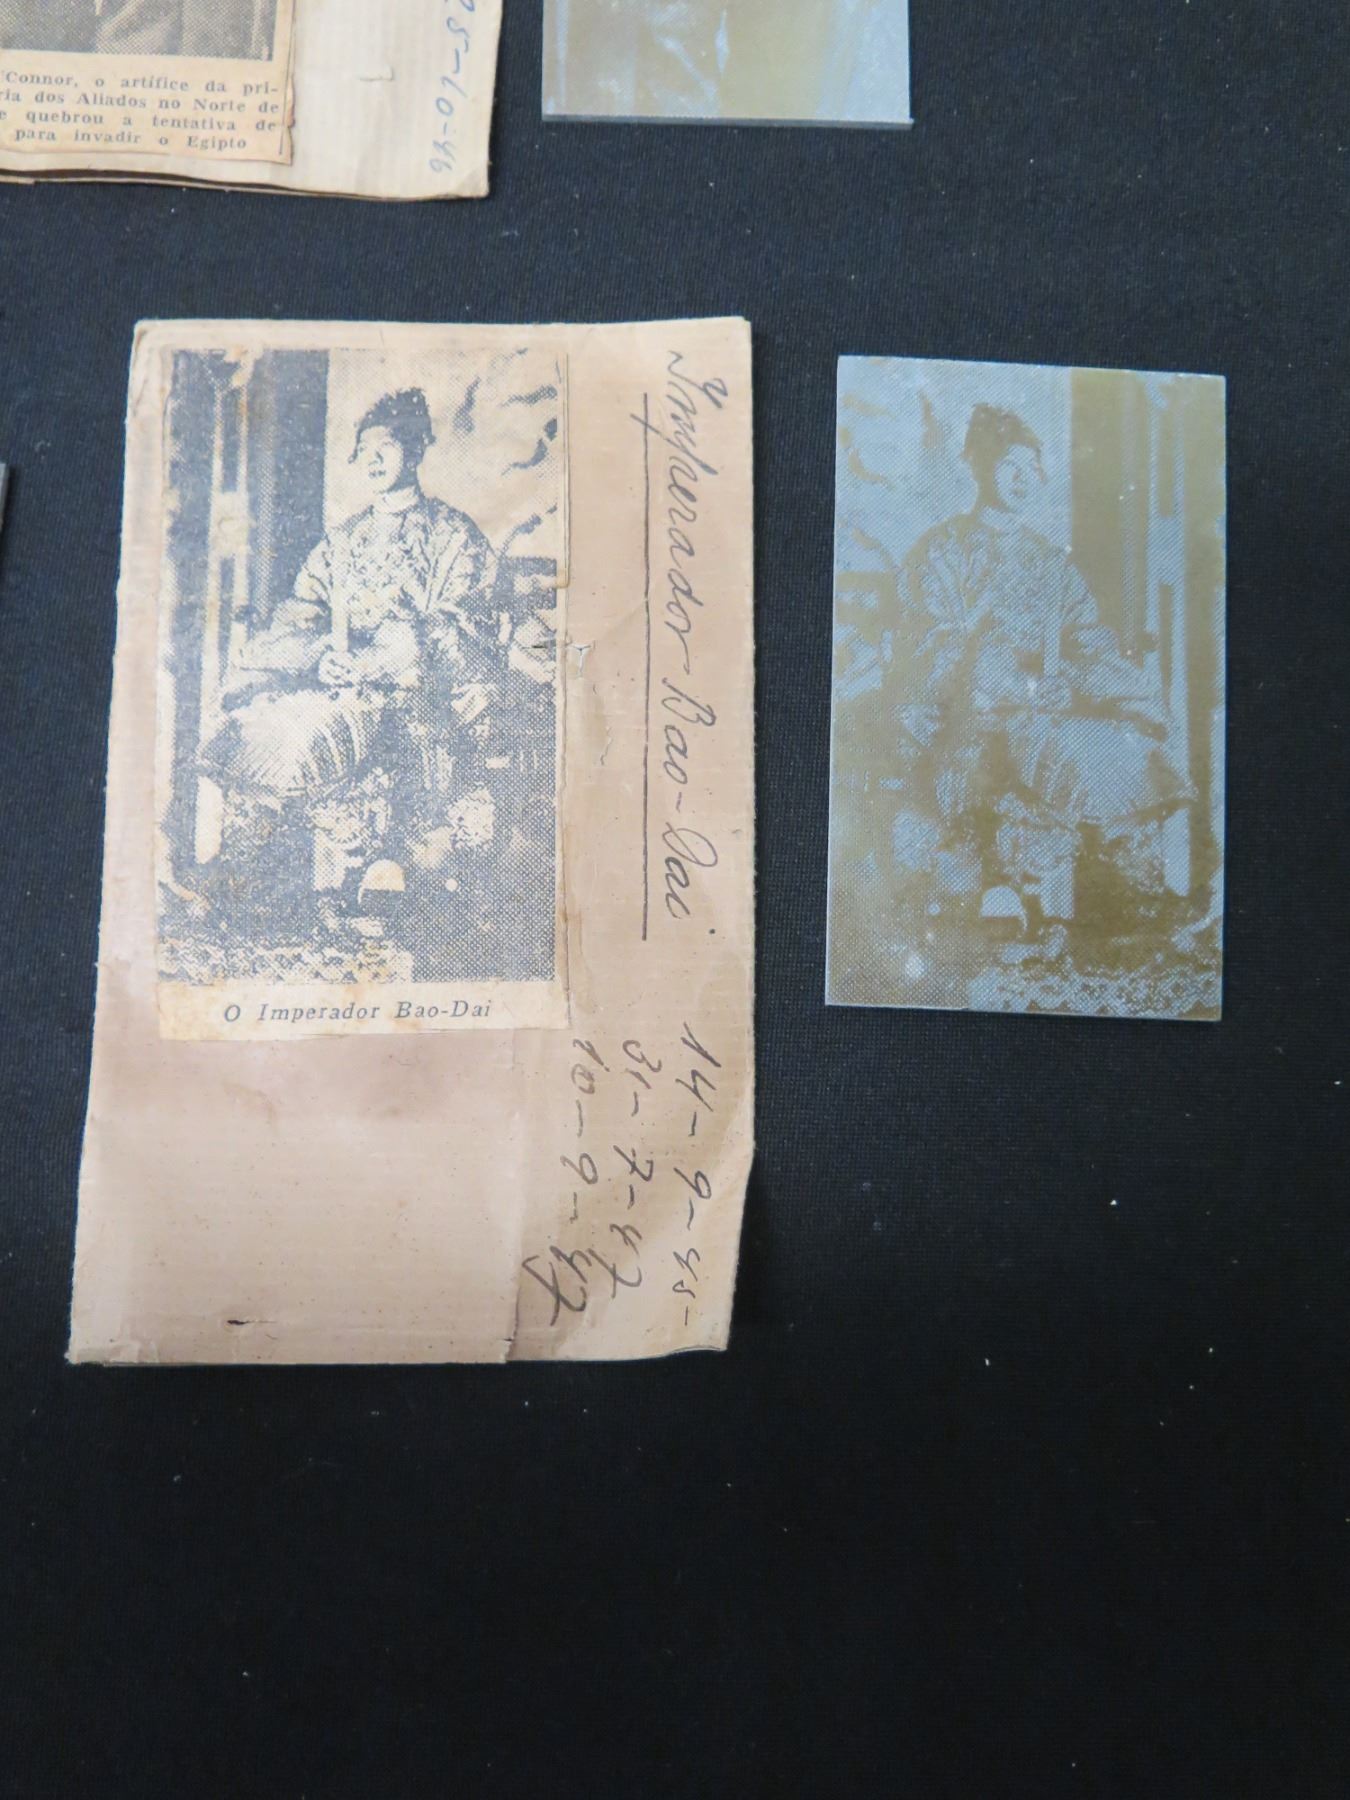 'Connor, o artífice da pri-
ria dos Aliados no Norte de
e quebrou a tentativa de
para invadir o Egipto
25-10-46
O Imperador Bao-Dai
Imperador Bao-Dai
14-9-45-
31-7-47
10-9-47